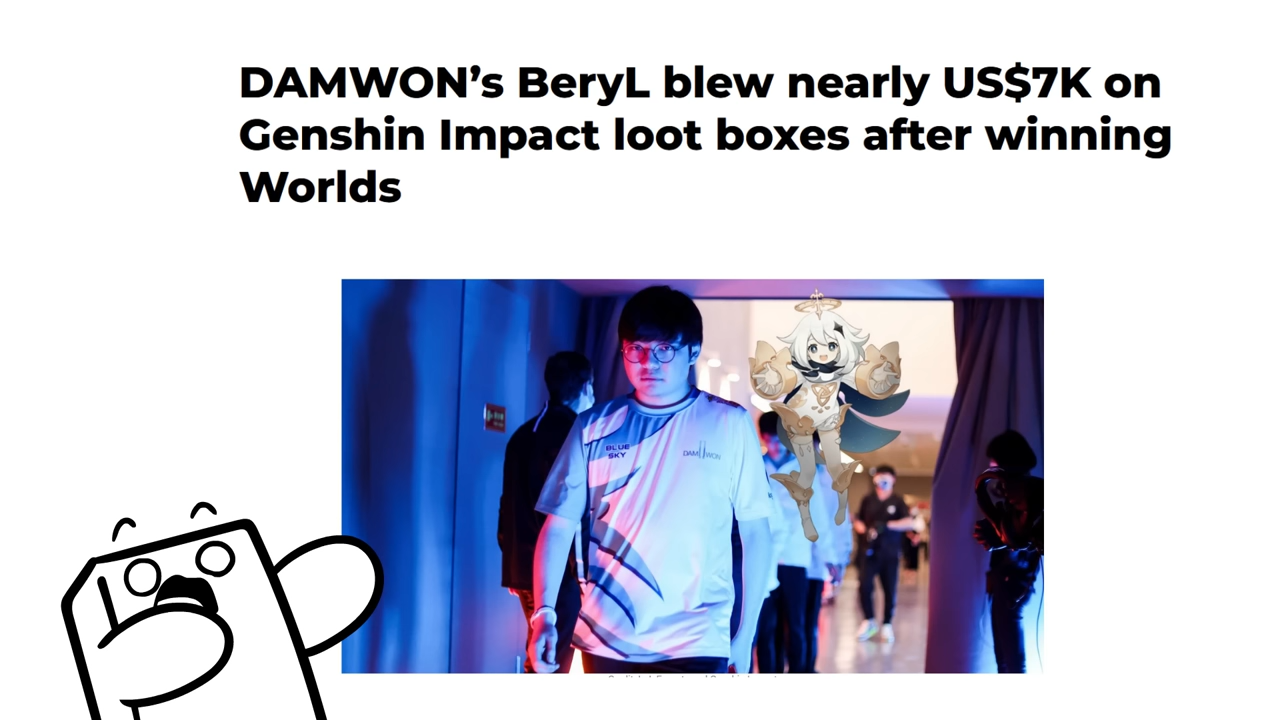 DAMWON’s BeryL blew nearly US$7K on
Genshin Impact loot boxes after winning
Worlds
BLUE
SKY
DAMWON